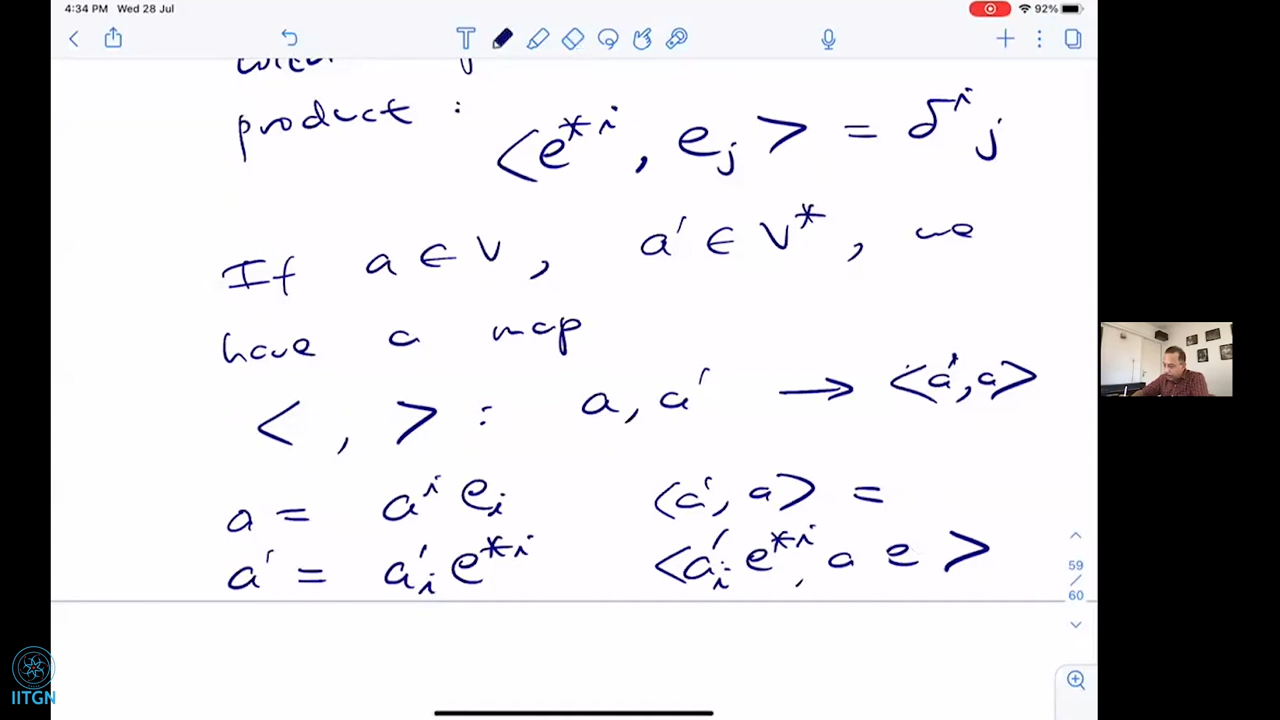 4:34 PM Wed 28 Jul
92%
product :
<e*ⁱ, eⱼ> = δⁱⱼ
If a ∈ V, a' ∈ V*, we
have a map
< , > : a, a' → <a', a>
a = aⁱ eᵢ
<a', a> =
a' = a'ᵢ e*ⁱ
<a'ᵢ e*ⁱ, a e >
59
/
60
IITGN